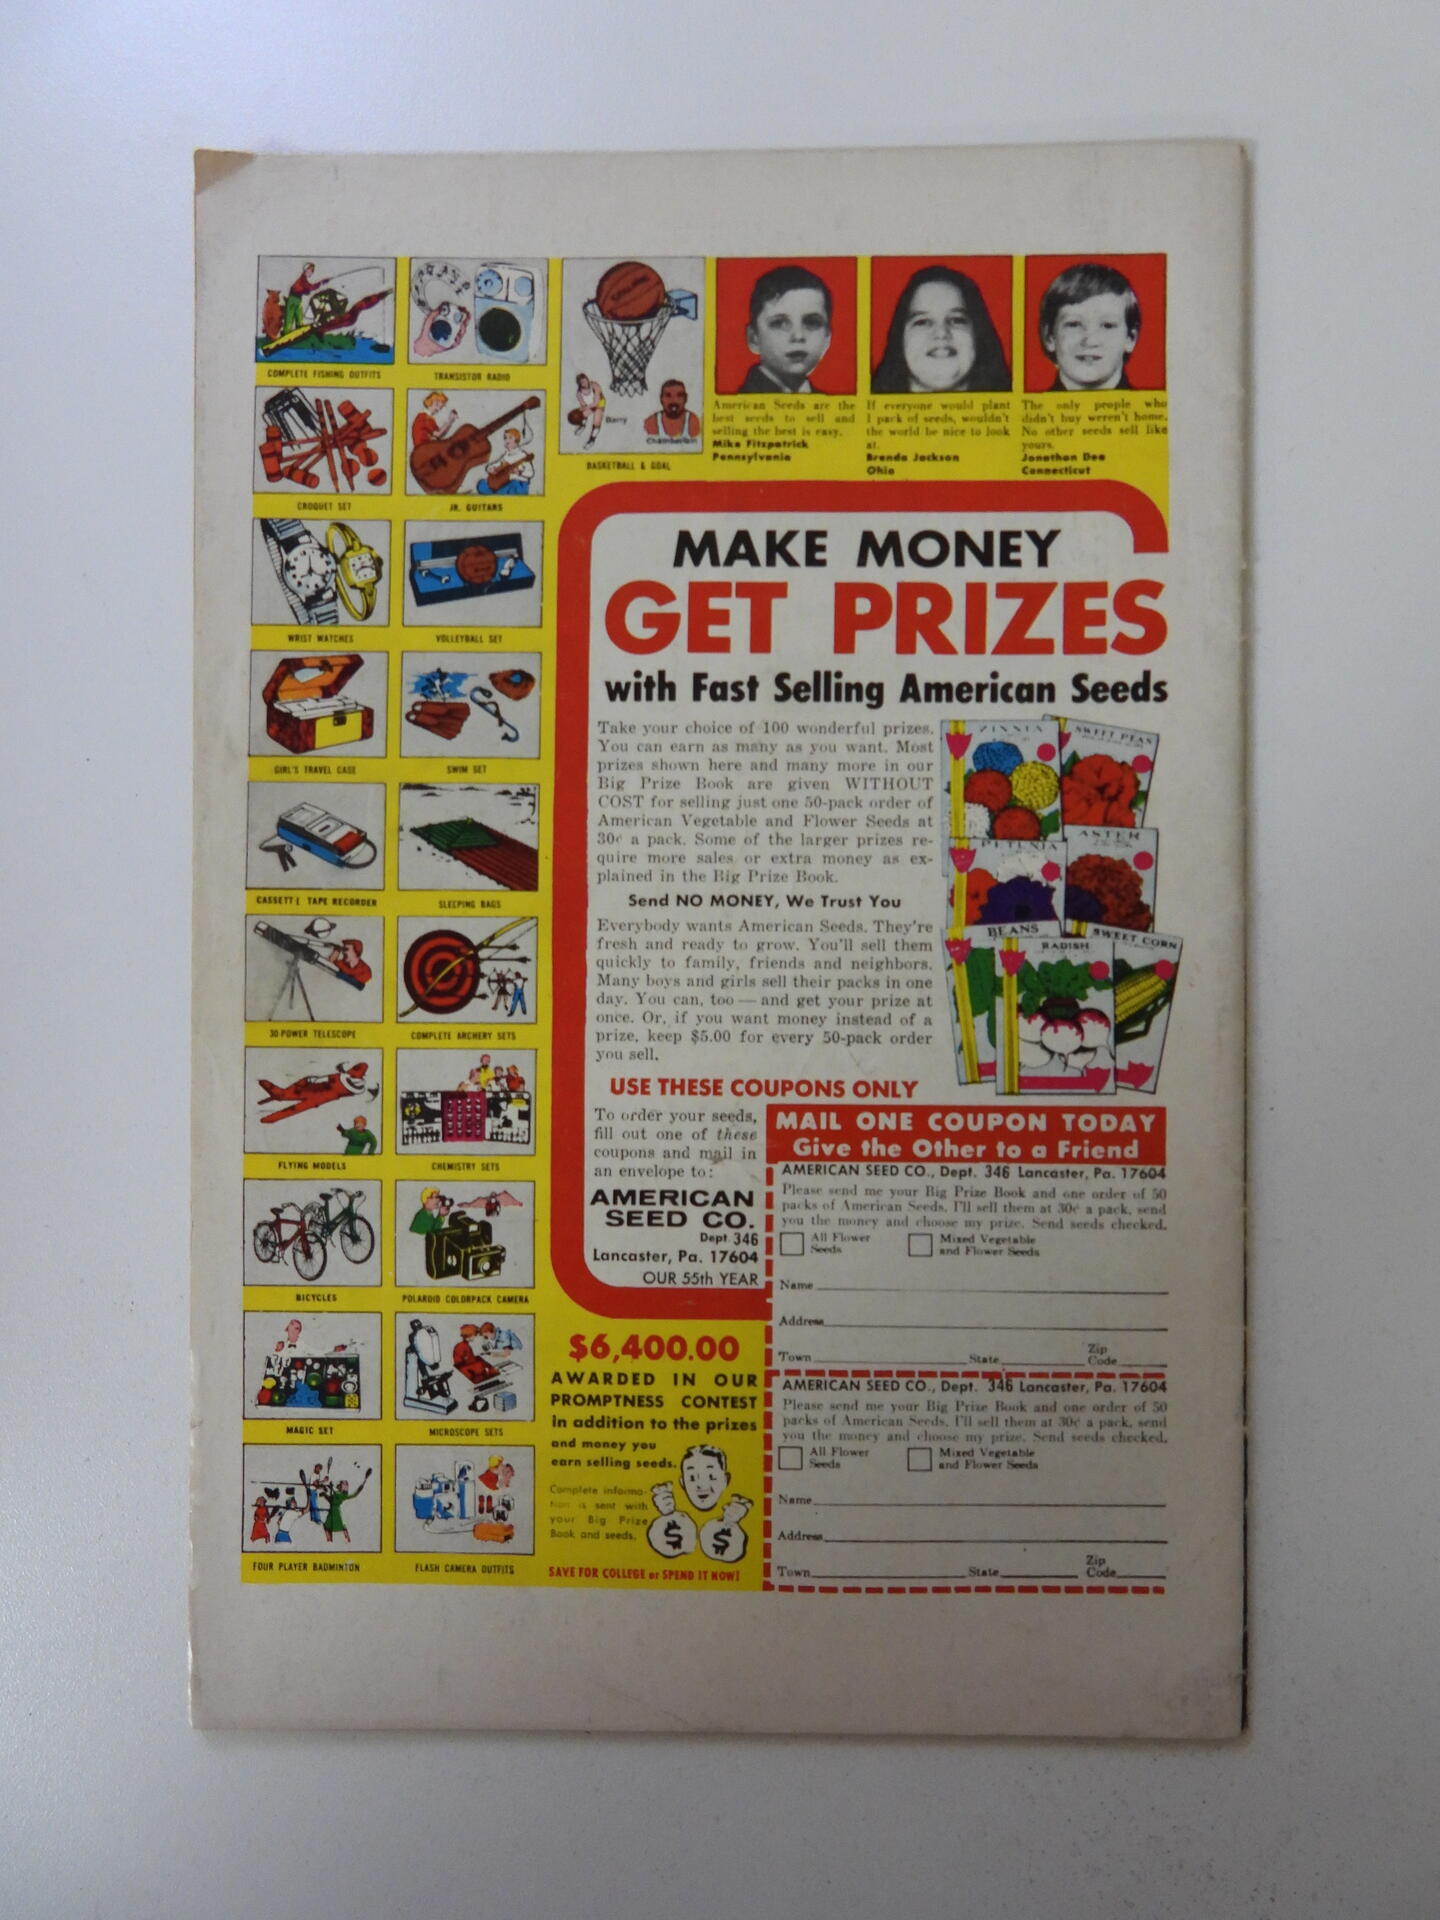 COMPLETE FISHING OUTFITS
TRANSISTOR RADIO
CROQUET SET
JR. GUITARS
WRIST WATCHES
VOLLEYBALL SET
GIRL'S TRAVEL CASE
SWIM SET
CASSETTE TAPE RECORDER
SLEEPING BAGS
30 POWER TELESCOPE
COMPLETE ARCHERY SETS
FLYING MODELS
CHEMISTRY SETS
BICYCLES
POLAROID COLORPACK CAMERA
MAGIC SET
MICROSCOPE SETS
FOUR PLAYER BADMINTON
FLASH CAMERA OUTFITS
Barry
Chamberlain
BASKETBALL & GOAL
American Seeds are the
best seeds to sell and
selling the best is easy.
Mike Fitzpatrick
Pennsylvania
If everyone would plant
1 pack of seeds, wouldn't
the world be nice to look
at.
Brenda Jackson
Ohio
The only people who
didn't buy weren't home.
No other seeds sell like
yours.
Jonathan Dea
Connecticut
MAKE MONEY
GET PRIZES
with Fast Selling American Seeds
Take your choice of 100 wonderful prizes.
You can earn as many as you want. Most
prizes shown here and many more in our
Big Prize Book are given WITHOUT
COST for selling just one 50-pack order of
American Vegetable and Flower Seeds at
30¢ a pack. Some of the larger prizes re-
quire more sales or extra money as ex-
plained in the Big Prize Book.
Send NO MONEY, We Trust You
Everybody wants American Seeds. They're
fresh and ready to grow. You'll sell them
quickly to family, friends and neighbors.
Many boys and girls sell their packs in one
day. You can, too — and get your prize at
once. Or, if you want money instead of a
prize, keep $5.00 for every 50-pack order
you sell.
ZINNIA
SWEET PEAS
PETUNIA
ASTER
BEANS
RADISH
SWEET CORN
USE THESE COUPONS ONLY
To order your seeds,
fill out one of these
coupons and mail in
an envelope to:
AMERICAN
SEED CO.
Dept 346
Lancaster, Pa. 17604
OUR 55th YEAR
$6,400.00
AWARDED IN OUR
PROMPTNESS CONTEST
In addition to the prizes
and money you
earn selling seeds.
Complete informa-
tion is sent with
your Big Prize
Book and seeds.
$ $
SAVE FOR COLLEGE or SPEND IT NOW!
MAIL ONE COUPON TODAY
Give the Other to a Friend
AMERICAN SEED CO., Dept. 346 Lancaster, Pa. 17604
Please send me your Big Prize Book and one order of 50
packs of American Seeds. I'll sell them at 30¢ a pack, send
you the money and choose my prize. Send seeds checked.
All Flower
Seeds
Mixed Vegetable
and Flower Seeds
Name
Address
Town State Zip Code
AMERICAN SEED CO., Dept. 346 Lancaster, Pa. 17604
Please send me your Big Prize Book and one order of 50
packs of American Seeds. I'll sell them at 30¢ a pack, send
you the money and choose my prize. Send seeds checked.
All Flower
Seeds
Mixed Vegetable
and Flower Seeds
Name
Address
Town State Zip Code